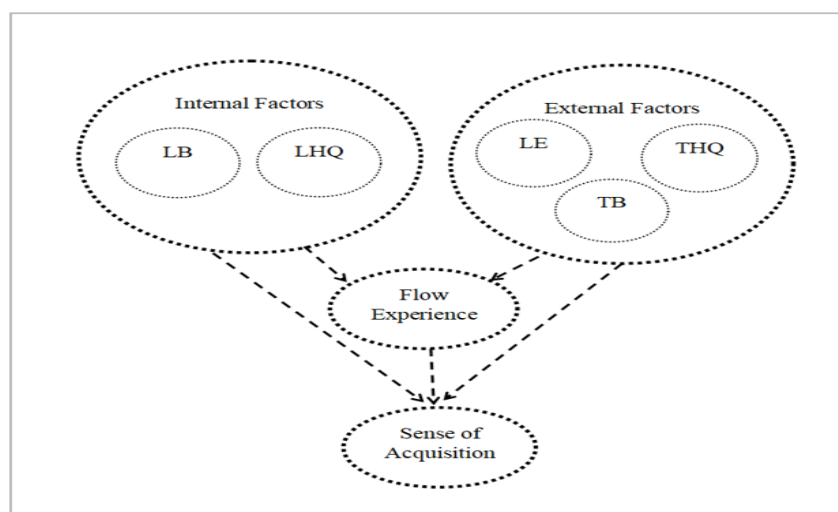 Internal Factors
LB
LHQ
External Factors
LE
THQ
TB
Flow
Experience
Sense of
Acquisition